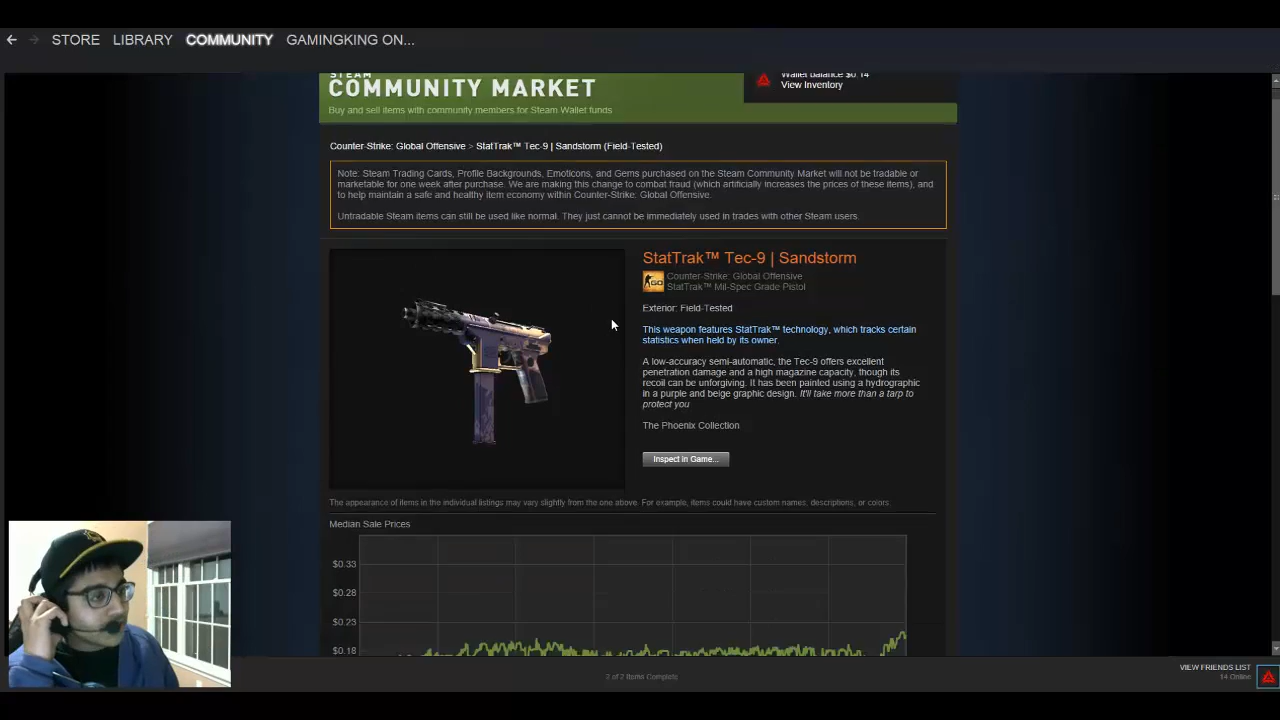 STORE LIBRARY COMMUNITY GAMINGKING ON...
STEAM
COMMUNITY MARKET
Buy and sell items with community members for Steam Wallet funds
Wallet balance $0.14
View Inventory
Counter-Strike: Global Offensive > StatTrak™ Tec-9 | Sandstorm (Field-Tested)
Note: Steam Trading Cards, Profile Backgrounds, Emoticons, and Gems purchased on the Steam Community Market will not be tradable or
marketable for one week after purchase. We are making this change to combat fraud (which artificially increases the prices of these items), and
to help maintain a safe and healthy item economy within Counter-Strike: Global Offensive.
Untradable Steam items can still be used like normal. They just cannot be immediately used in trades with other Steam users.
StatTrak™ Tec-9 | Sandstorm
Counter-Strike: Global Offensive
StatTrak™ Mil-Spec Grade Pistol
Exterior: Field-Tested
This weapon features StatTrak™ technology, which tracks certain
statistics when held by its owner.
A low-accuracy semi-automatic, the Tec-9 offers excellent
penetration damage and a high magazine capacity, though its
recoil can be unforgiving. It has been painted using a hydrographic
in a purple and beige graphic design. It'll take more than a tarp to
protect you
The Phoenix Collection
Inspect in Game...
The appearance of items in the individual listings may vary slightly from the one above. For example, items could have custom names, descriptions, or colors.
Median Sale Prices
$0.33
$0.28
$0.23
$0.18
2 of 2 Items Complete
VIEW FRIENDS LIST
14 Online